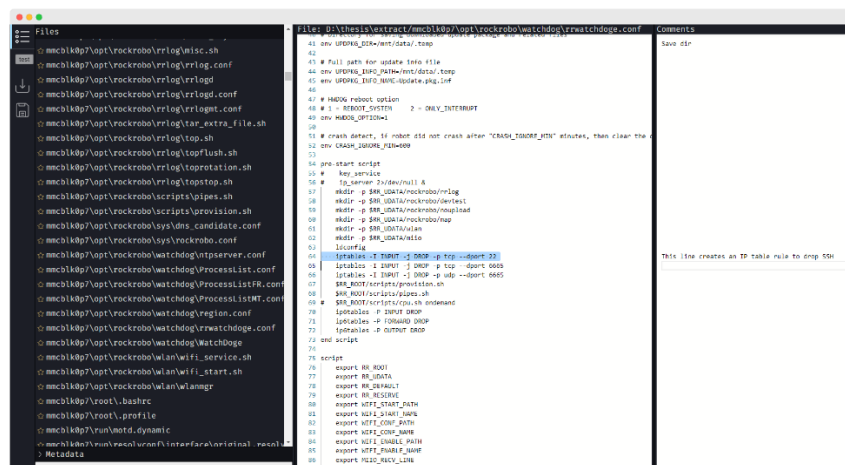 Files
TEST
mmcblk0p7\opt\rockrobo\rrlog\misc.sh
mmcblk0p7\opt\rockrobo\rrlog\rrlog.conf
mmcblk0p7\opt\rockrobo\rrlog\rrlogd
mmcblk0p7\opt\rockrobo\rrlog\rrlogd.conf
mmcblk0p7\opt\rockrobo\rrlog\rrlogmt.conf
mmcblk0p7\opt\rockrobo\rrlog\tar_extra_file.sh
mmcblk0p7\opt\rockrobo\rrlog\top.sh
mmcblk0p7\opt\rockrobo\rrlog\topflush.sh
mmcblk0p7\opt\rockrobo\rrlog\toprotation.sh
mmcblk0p7\opt\rockrobo\rrlog\topstop.sh
mmcblk0p7\opt\rockrobo\scripts\pipes.sh
mmcblk0p7\opt\rockrobo\scripts\provision.sh
mmcblk0p7\opt\rockrobo\sys\dns_candidate.conf
mmcblk0p7\opt\rockrobo\sys\rockrobo.conf
mmcblk0p7\opt\rockrobo\watchdog\ntpserver.conf
mmcblk0p7\opt\rockrobo\watchdog\ProcessList.conf
mmcblk0p7\opt\rockrobo\watchdog\ProcessListFR.conf
mmcblk0p7\opt\rockrobo\watchdog\ProcessListMT.conf
mmcblk0p7\opt\rockrobo\watchdog\region.conf
mmcblk0p7\opt\rockrobo\watchdog\rrwatchdoge.conf
mmcblk0p7\opt\rockrobo\watchdog\WatchDoge
mmcblk0p7\opt\rockrobo\wlan\wifi_service.sh
mmcblk0p7\opt\rockrobo\wlan\wifi_start.sh
mmcblk0p7\opt\rockrobo\wlan\wlanmgr
mmcblk0p7\root\.bashrc
mmcblk0p7\root\.profile
mmcblk0p7\run\motd.dynamic
mmcblk0p7\run\resolvconf\interface\original.resolv
> Metadata
File: D:\thesis\extract/mmcblk0p7\opt\rockrobo\watchdog\rrwatchdoge.conf
40 # Directory for saving downloaded update package and related files
41 env UPDPKG_DIR=/mnt/data/.temp
42
43 # Full path for update info file
44 env UPDPKG_INFO_PATH=/mnt/data/.temp
45 env UPDPKG_INFO_NAME=Update.pkg.inf
46
47 # HWDOG reboot option
48 # 1 - REBOOT_SYSTEM 2 - ONLY_INTERRUPT
49 env HWDOG_OPTION=1
50
51 # crash detect, if robot did not crash after "CRASH_IGNORE_MIN" minutes, then clear the
52 env CRASH_IGNORE_MIN=600
53
54 pre-start script
55 # key_service
56 # ip_server 2>/dev/null &
57 mkdir -p $RR_UDATA/rockrobo/rrlog
58 mkdir -p $RR_UDATA/rockrobo/devtest
59 mkdir -p $RR_UDATA/rockrobo/noupload
60 mkdir -p $RR_UDATA/rockrobo/map
61 mkdir -p $RR_UDATA/wlan
62 mkdir -p $RR_UDATA/miio
63 ldconfig
64 iptables -I INPUT -j DROP -p tcp --dport 22
65 iptables -I INPUT -j DROP -p tcp --dport 6665
66 iptables -I INPUT -j DROP -p udp --dport 6665
67 $RR_ROOT/scripts/provision.sh
68 $RR_ROOT/scripts/pipes.sh
69 # $RR_ROOT/scripts/cpu.sh ondemand
70 ip6tables -P INPUT DROP
71 ip6tables -P FORWARD DROP
72 ip6tables -P OUTPUT DROP
73 end script
74
75 script
76 export RR_ROOT
77 export RR_UDATA
78 export RR_DEFAULT
79 export RR_RESERVE
80 export WIFI_START_PATH
81 export WIFI_START_NAME
82 export WIFI_CONF_PATH
83 export WIFI_CONF_NAME
84 export WIFI_ENABLE_PATH
85 export WIFI_ENABLE_NAME
86 export MIIO_RECV_LINE
Comments
Save dir
This line creates an IP table rule to drop SSH